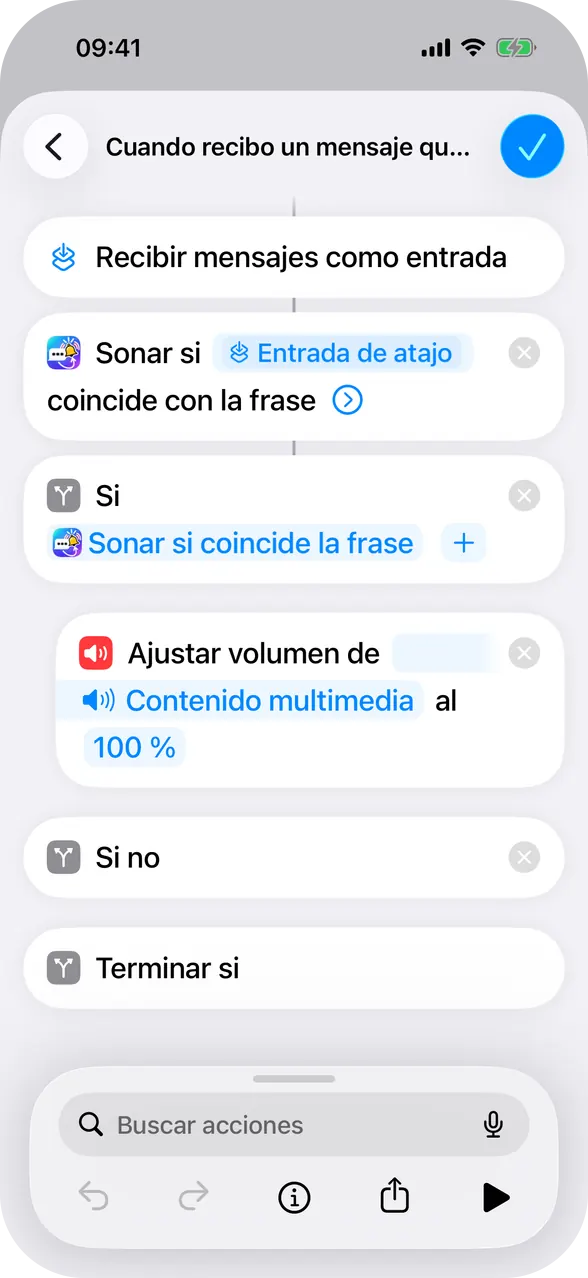 09:41
Cuando recibo un mensaje qu...
Recibir mensajes como entrada
Sonar si Entrada de atajo
coincide con la frase
Si
Sonar si coincide la frase
Ajustar volumen de
Contenido multimedia al
100 %
Si no
Terminar si
Buscar acciones